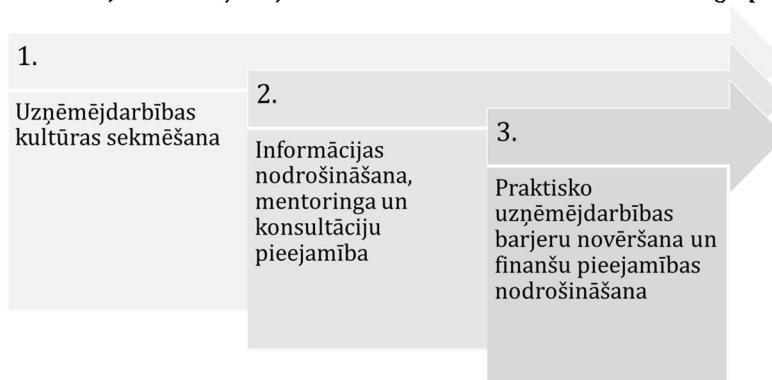 1.
Uzņēmējdarbības
kultūras sekmēšana
2.
Informācijas
nodrošināšana,
mentoringa un
konsultāciju
pieejamība
3.
Praktisko
uzņēmējdarbības
barjeru novēršana un
finanšu pieejamības
nodrošināšana